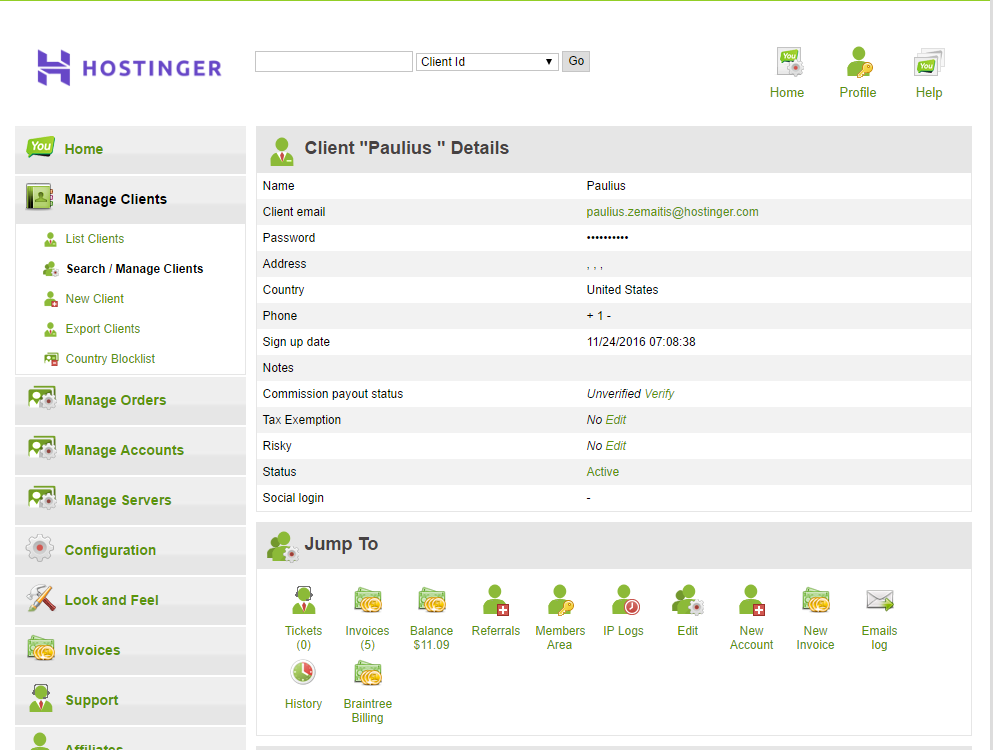 HOSTINGER
Client Id
Go
Home
Profile
Help
You
Home
Manage Clients
List Clients
Search / Manage Clients
New Client
Export Clients
Country Blocklist
Manage Orders
Manage Accounts
Manage Servers
Configuration
Look and Feel
Invoices
Support
Affiliates
Client "Paulius " Details
Name Paulius
Client email paulius.zemaitis@hostinger.com
Password ••••••••••
Address , , ,
Country United States
Phone + 1 -
Sign up date 11/24/2016 07:08:38
Notes
Commission payout status Unverified Verify
Tax Exemption No Edit
Risky No Edit
Status Active
Social login -
Jump To
Tickets
(0)
Invoices
(5)
Balance
$11.09
Referrals
Members
Area
IP Logs
Edit
New
Account
New
Invoice
Emails
log
History
Braintree
Billing